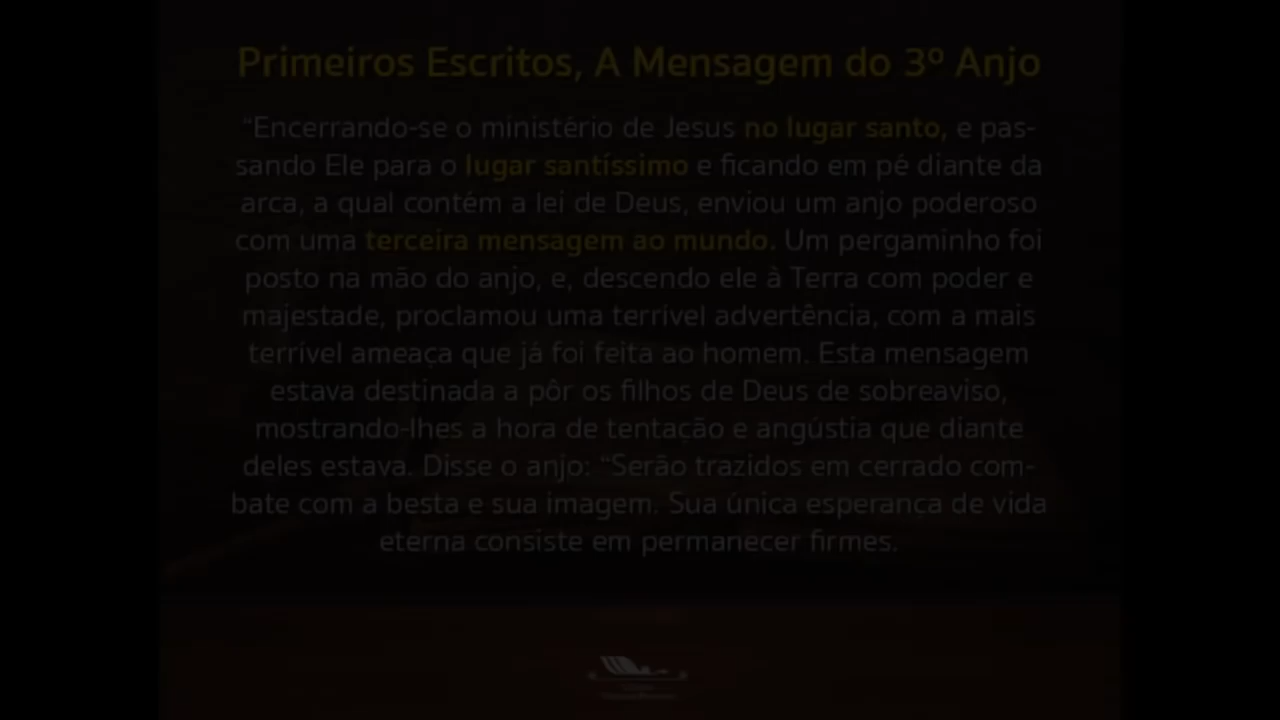 Primeiros Escritos, A Mensagem do 3º Anjo
“Encerrando-se o ministério de Jesus no lugar santo, e pas-
sando Ele para o lugar santíssimo e ficando em pé diante da
arca, a qual contém a lei de Deus, enviou um anjo poderoso
com uma terceira mensagem ao mundo. Um pergaminho foi
posto na mão do anjo, e, descendo ele à Terra com poder e
majestade, proclamou uma terrível advertência, com a mais
terrível ameaça que já foi feita ao homem. Esta mensagem
estava destinada a pôr os filhos de Deus de sobreaviso,
mostrando-lhes a hora de tentação e angústia que diante
deles estava. Disse o anjo: “Serão trazidos em cerrado com-
bate com a besta e sua imagem. Sua única esperança de vida
eterna consiste em permanecer firmes.